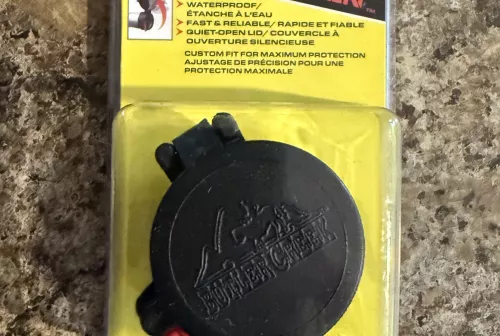 WATERPROOF/
ÉTANCHE À L'EAU
FAST & RELIABLE/ RAPIDE ET FIABLE
QUIET-OPEN LID/ COUVERCLE À
OUVERTURE SILENCIEUSE
CUSTOM FIT FOR MAXIMUM PROTECTION
AJUSTAGE DE PRÉCISION POUR UNE
PROTECTION MAXIMALE
BUTLER CREEK